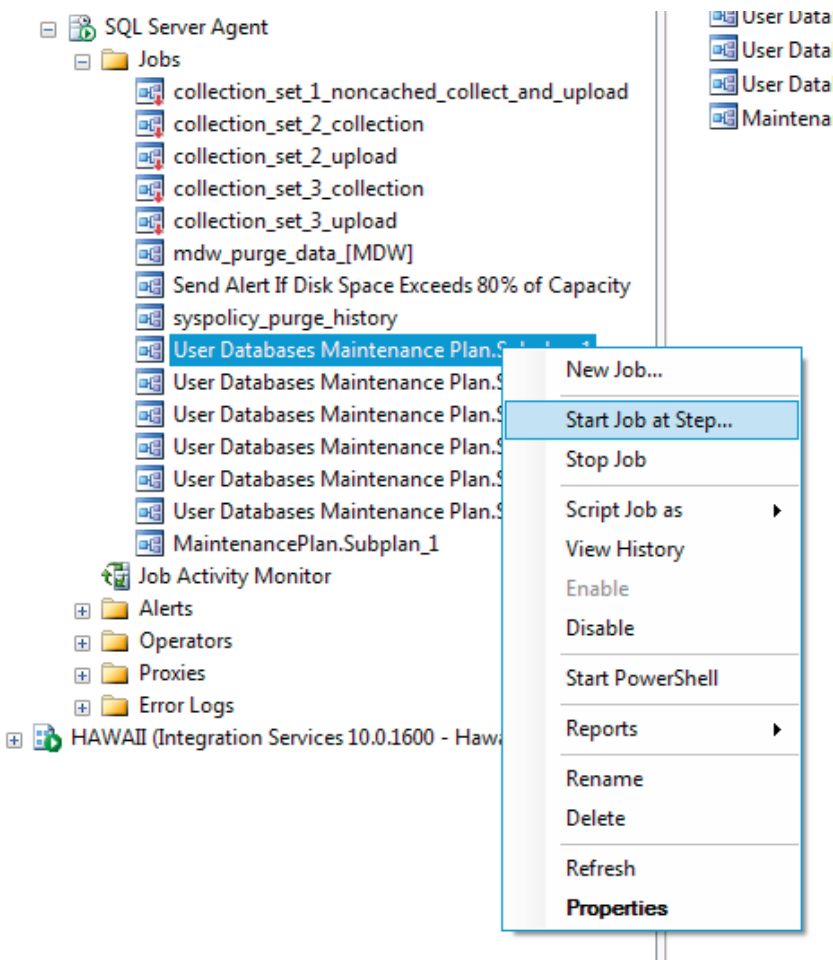 SQL Server Agent
Jobs
collection_set_1_noncached_collect_and_upload
collection_set_2_collection
collection_set_2_upload
collection_set_3_collection
collection_set_3_upload
mdw_purge_data_[MDW]
Send Alert If Disk Space Exceeds 80% of Capacity
syspolicy_purge_history
User Databases Maintenance Plan.Subplan_1
User Databases Maintenance Plan.S
User Databases Maintenance Plan.S
User Databases Maintenance Plan.S
User Databases Maintenance Plan.S
User Databases Maintenance Plan.S
MaintenancePlan.Subplan_1
Job Activity Monitor
Alerts
Operators
Proxies
Error Logs
HAWAII (Integration Services 10.0.1600 - Hawa
New Job...
Start Job at Step...
Stop Job
Script Job as
View History
Enable
Disable
Start PowerShell
Reports
Rename
Delete
Refresh
Properties
User Data
User Data
User Data
Maintena